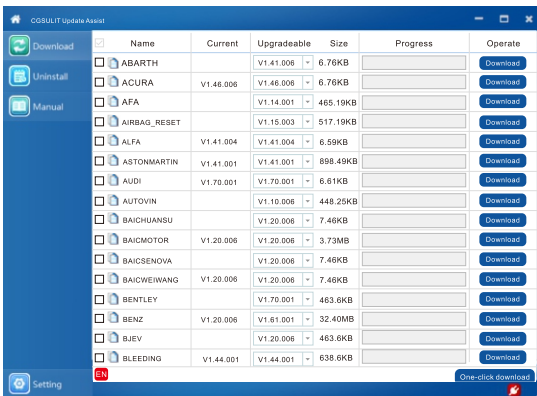 CGSULIT Update Assist
Download
Uninstall
Manual
Setting
Name Current Upgradeable Size Progress Operate
ABARTH V1.41.006 6.76KB Download
ACURA V1.46.006 V1.46.006 6.76KB Download
AFA V1.14.001 465.19KB Download
AIRBAG_RESET V1.15.003 517.19KB Download
ALFA V1.41.004 V1.41.004 6.59KB Download
ASTONMARTIN V1.41.001 V1.41.001 898.49KB Download
AUDI V1.70.001 V1.70.001 6.61KB Download
AUTOVIN V1.10.006 448.25KB Download
BAICHUANSU V1.20.006 7.46KB Download
BAICMOTOR V1.20.006 V1.20.006 3.73MB Download
BAICSENOVA V1.20.006 7.46KB Download
BAICWEIWANG V1.20.006 V1.20.006 7.46KB Download
BENTLEY V1.70.001 463.6KB Download
BENZ V1.20.006 V1.61.001 32.40MB Download
BJEV V1.20.006 463.6KB Download
BLEEDING V1.44.001 V1.44.001 638.6KB Download
EN One-click download